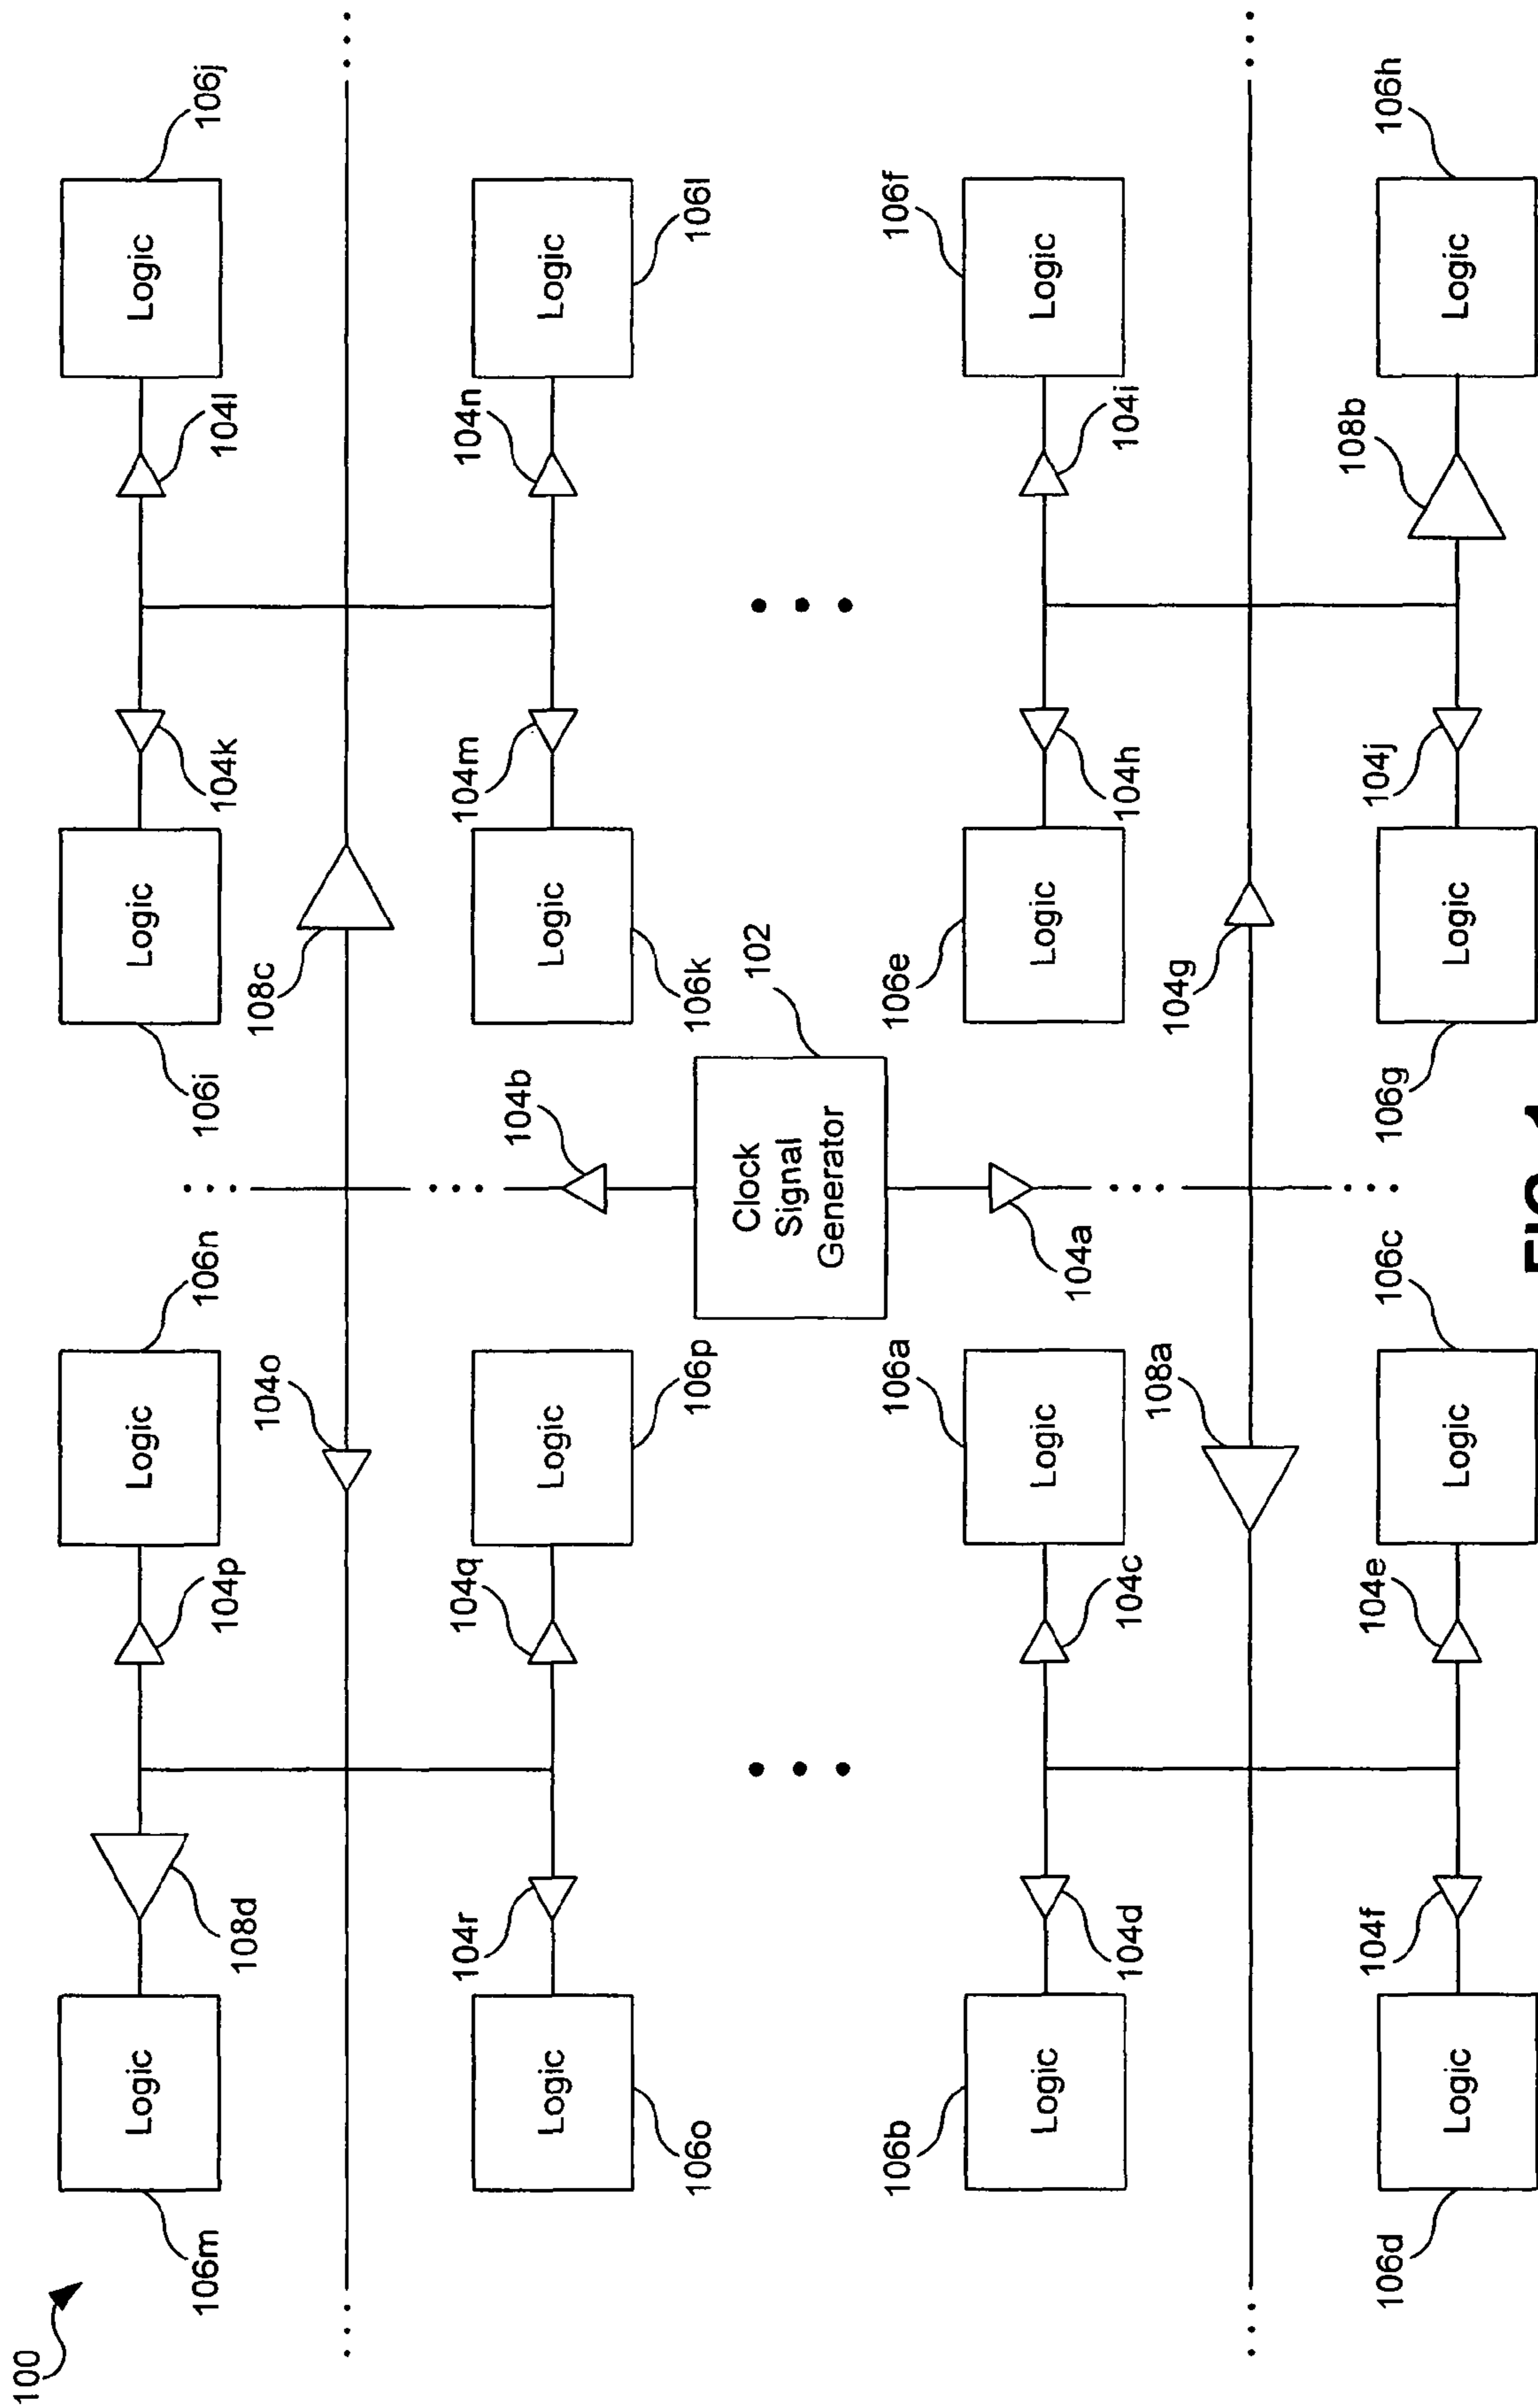 100
Logic
Logic
Logic
Logic
106m
106n
106i
106j
104p
104k
104l
108d
104o
108c
104r
104q
104b
104m
104n
Logic
Logic
Logic
Logic
106o
106p
106k
106l
102
Clock
Signal
Generator
106b
106a
106e
106f
Logic
Logic
Logic
Logic
104a
104d
104c
104h
104i
108a
104g
108b
106d
104f
104e
106c
106g
104j
106h
Logic
Logic
Logic
Logic